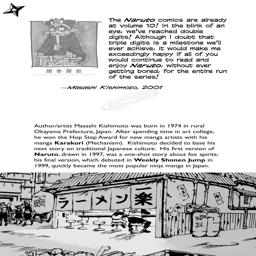 The Naruto comics are already
at volume 10! In the blink of an
eye, we've reached double
digits! Although I doubt that
triple digits is a milestone we'll
ever achieve, it would make me
exceedingly happy if all of you
would continue to read and
enjoy Naruto, without ever
getting bored, for the entire run
of the series!
—Masashi Kishimoto, 2001
岸本斉史
Author/artist Masashi Kishimoto was born in 1974 in rural
Okayama Prefecture, Japan. After spending time in art college,
he won the Hop Step Award for new manga artists with his
manga Karakuri (Mechanism). Kishimoto decided to base his
next story on traditional Japanese culture. His first version of
Naruto, drawn in 1997, was a one-shot story about fox spirits;
his final version, which debuted in Weekly Shonen Jump in
1999, quickly became the most popular ninja manga in Japan.
ラーメン 楽